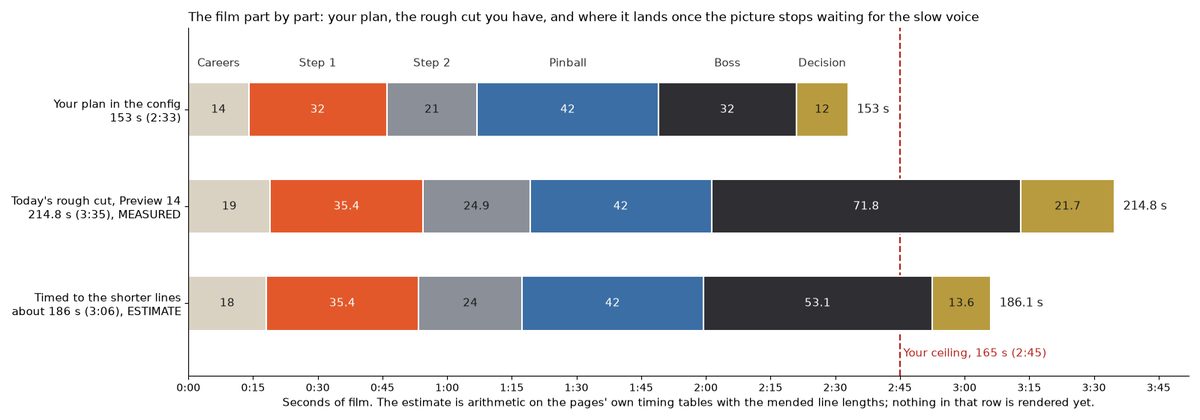 The film part by part: your plan, the rough cut you have, and where it lands once the picture stops waiting for the slow voice
Careers Step 1 Step 2 Pinball Boss Decision
Your plan in the config
153 s (2:33)
14 32 21 42 32 12 153 s
Today's rough cut, Preview 14
214.8 s (3:35), MEASURED
19 35.4 24.9 42 71.8 21.7 214.8 s
Timed to the shorter lines
about 186 s (3:06), ESTIMATE
18 35.4 24 42 53.1 13.6 186.1 s
Your ceiling, 165 s (2:45)
0:00 0:15 0:30 0:45 1:00 1:15 1:30 1:45 2:00 2:15 2:30 2:45 3:00 3:15 3:30 3:45
Seconds of film. The estimate is arithmetic on the pages' own timing tables with the mended line lengths; nothing in that row is rendered yet.